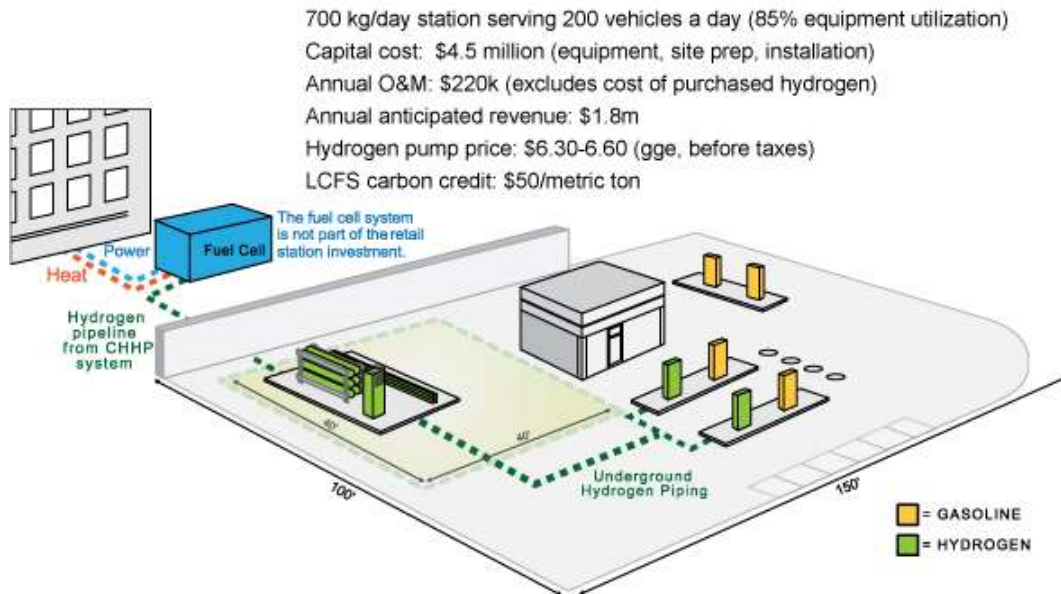 700 kg/day station serving 200 vehicles a day (85% equipment utilization)
Capital cost: $4.5 million (equipment, site prep, installation)
Annual O&M: $220k (excludes cost of purchased hydrogen)
Annual anticipated revenue: $1.8m
Hydrogen pump price: $6.30-6.60 (gge, before taxes)
LCFS carbon credit: $50/metric ton
The fuel cell system
is not part of the retail
station investment.
Power
Fuel Cell
Heat
Hydrogen
pipeline
from CHHP
system
40'
40'
Underground
Hydrogen Piping
100'
150'
= GASOLINE
= HYDROGEN